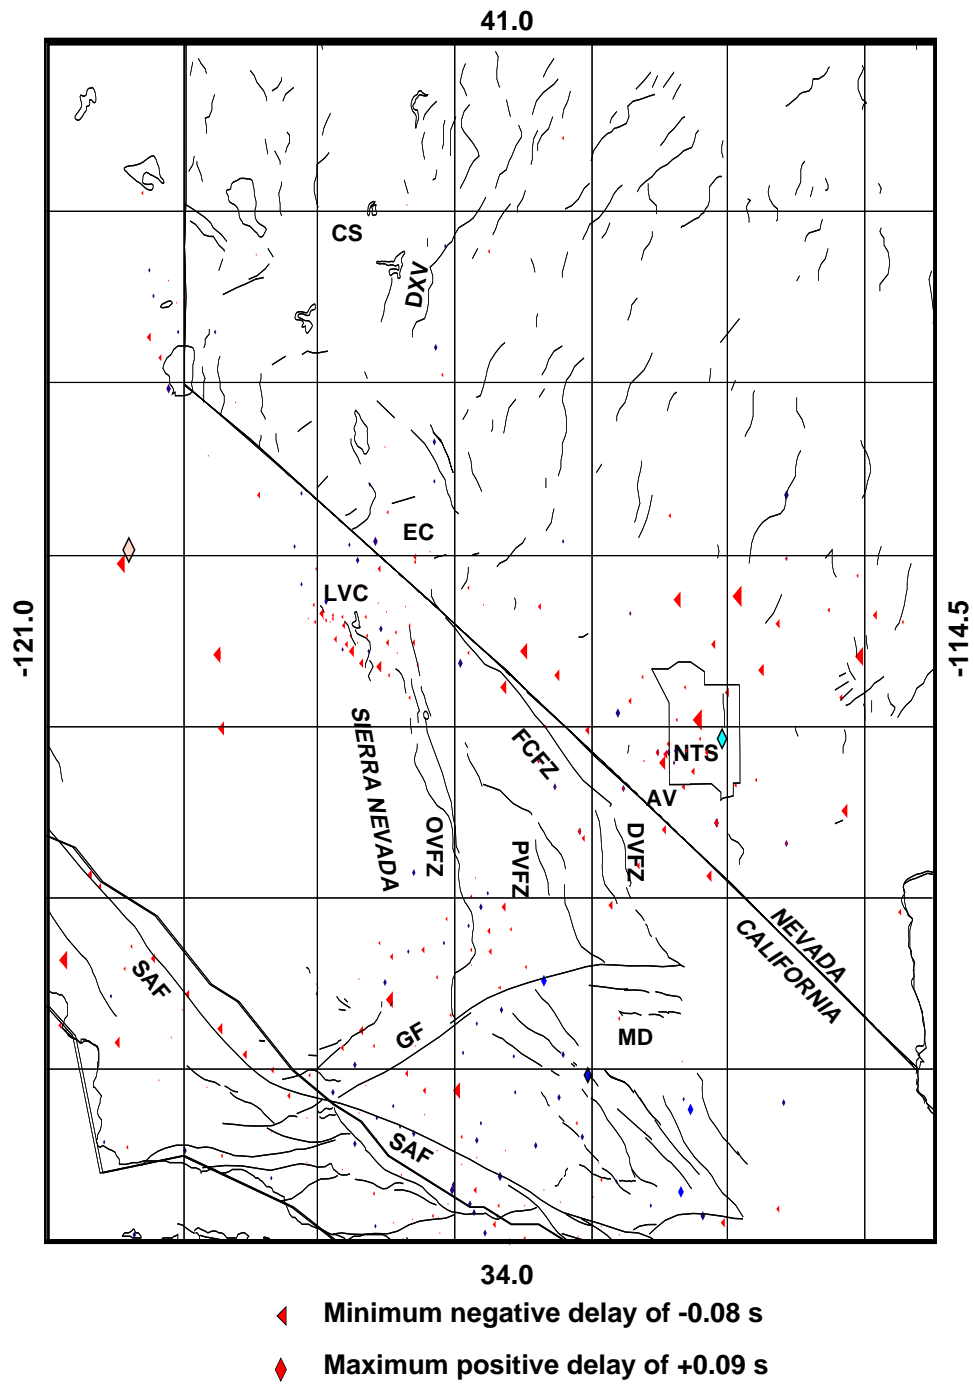 41.0
CS
DXV
EC
LVC
-121.0
-114.5
SIERRA NEVADA
FCFZ
NTS
AV
OVFZ
PVFZ
DVFZ
NEVADA
CALIFORNIA
SAF
GF
MD
SAF
34.0
Minimum negative delay of -0.08 s
Maximum positive delay of +0.09 s